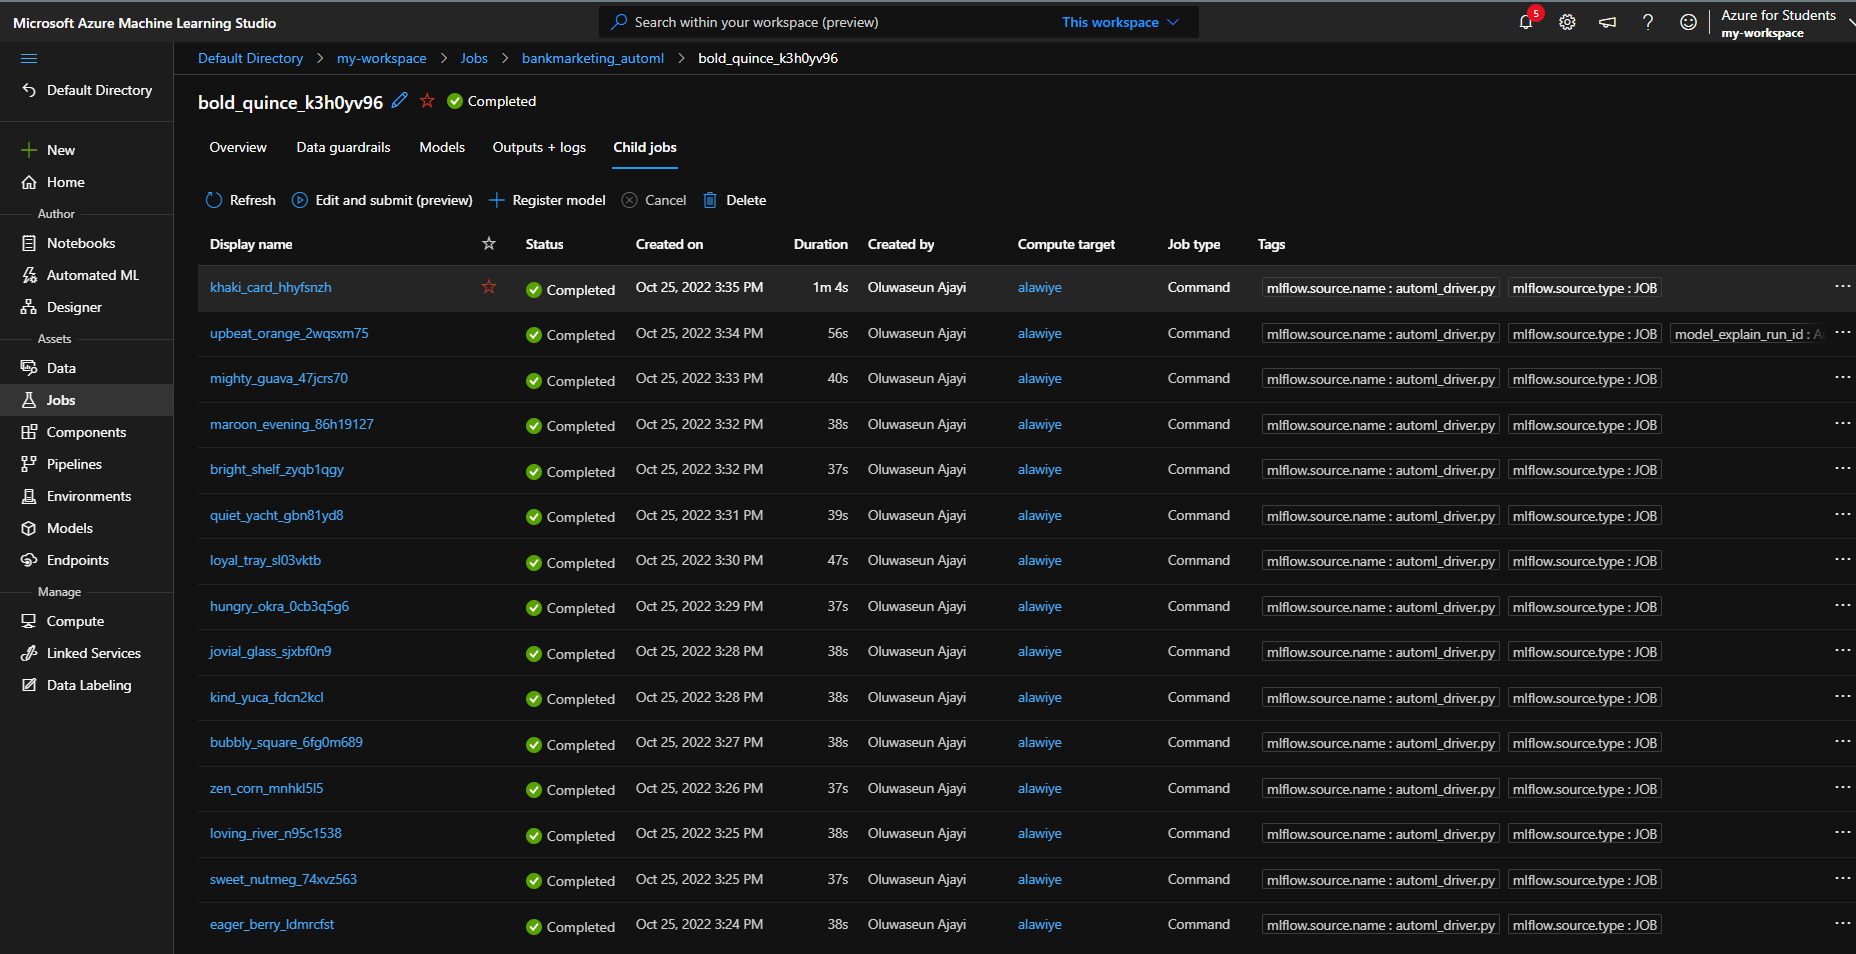 Microsoft Azure Machine Learning Studio
Search within your workspace (preview)
This workspace
5
Azure for Students
my-workspace
Default Directory
New
Home
Author
Notebooks
Automated ML
Designer
Assets
Data
Jobs
Components
Pipelines
Environments
Models
Endpoints
Manage
Compute
Linked Services
Data Labeling
Default Directory > my-workspace > Jobs > bankmarketing_automl > bold_quince_k3h0yv96
bold_quince_k3h0yv96 Completed
Overview Data guardrails Models Outputs + logs Child jobs
Refresh Edit and submit (preview) Register model Cancel Delete
Display name Status Created on Duration Created by Compute target Job type Tags
khaki_card_hhyfsnzh Completed Oct 25, 2022 3:35 PM 1m 4s Oluwaseun Ajayi alawiye Command mlflow.source.name : automl_driver.py mlflow.source.type : JOB ...
upbeat_orange_2wqsxm75 Completed Oct 25, 2022 3:34 PM 56s Oluwaseun Ajayi alawiye Command mlflow.source.name : automl_driver.py mlflow.source.type : JOB model_explain_run_id : ...
mighty_guava_47jcrs70 Completed Oct 25, 2022 3:33 PM 40s Oluwaseun Ajayi alawiye Command mlflow.source.name : automl_driver.py mlflow.source.type : JOB ...
maroon_evening_86h19127 Completed Oct 25, 2022 3:32 PM 38s Oluwaseun Ajayi alawiye Command mlflow.source.name : automl_driver.py mlflow.source.type : JOB ...
bright_shelf_zyqb1qgy Completed Oct 25, 2022 3:32 PM 37s Oluwaseun Ajayi alawiye Command mlflow.source.name : automl_driver.py mlflow.source.type : JOB ...
quiet_yacht_gbn81yd8 Completed Oct 25, 2022 3:31 PM 39s Oluwaseun Ajayi alawiye Command mlflow.source.name : automl_driver.py mlflow.source.type : JOB ...
loyal_tray_sl03vktb Completed Oct 25, 2022 3:30 PM 47s Oluwaseun Ajayi alawiye Command mlflow.source.name : automl_driver.py mlflow.source.type : JOB ...
hungry_okra_0cb3q5g6 Completed Oct 25, 2022 3:29 PM 37s Oluwaseun Ajayi alawiye Command mlflow.source.name : automl_driver.py mlflow.source.type : JOB ...
jovial_glass_sjxbf0n9 Completed Oct 25, 2022 3:28 PM 38s Oluwaseun Ajayi alawiye Command mlflow.source.name : automl_driver.py mlflow.source.type : JOB ...
kind_yuca_fdcn2kcl Completed Oct 25, 2022 3:28 PM 38s Oluwaseun Ajayi alawiye Command mlflow.source.name : automl_driver.py mlflow.source.type : JOB ...
bubbly_square_6fg0m689 Completed Oct 25, 2022 3:27 PM 38s Oluwaseun Ajayi alawiye Command mlflow.source.name : automl_driver.py mlflow.source.type : JOB ...
zen_corn_mnhkl5l5 Completed Oct 25, 2022 3:26 PM 37s Oluwaseun Ajayi alawiye Command mlflow.source.name : automl_driver.py mlflow.source.type : JOB ...
loving_river_n95c1538 Completed Oct 25, 2022 3:25 PM 38s Oluwaseun Ajayi alawiye Command mlflow.source.name : automl_driver.py mlflow.source.type : JOB ...
sweet_nutmeg_74xvz563 Completed Oct 25, 2022 3:25 PM 37s Oluwaseun Ajayi alawiye Command mlflow.source.name : automl_driver.py mlflow.source.type : JOB ...
eager_berry_ldmrcfst Completed Oct 25, 2022 3:24 PM 38s Oluwaseun Ajayi alawiye Command mlflow.source.name : automl_driver.py mlflow.source.type : JOB ...